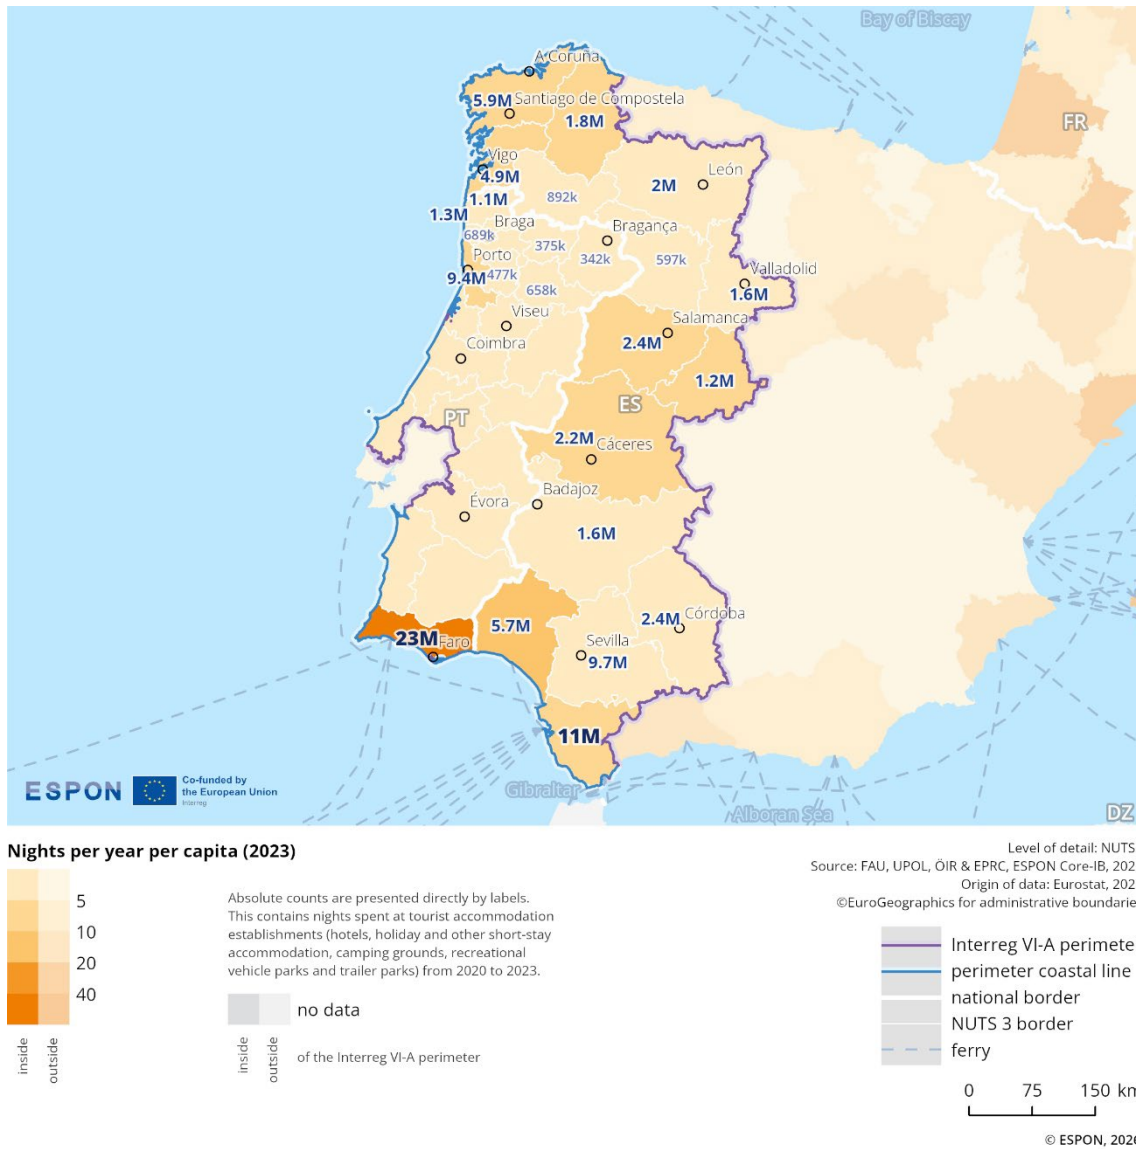 Bay of Biscay
A Coruña
5.9M
Santiago de Compostela
1.8M
FR
Vigo
4.9M
León
2M
1.1M
892k
1.3M
Braga
689k
Bragança
375k
342k
597k
Porto
9.4M
477k
658k
Valladolid
1.6M
Viseu
Salamanca
2.4M
Coimbra
1.2M
PT
ES
2.2M
Cáceres
Badajoz
Évora
1.6M
2.4M
Córdoba
5.7M
23M
Faro
Sevilla
9.7M
11M
Gibraltar
Alboran Sea
DZ
ESPON
Co-funded by
the European Union
Interreg
Nights per year per capita (2023)
5
10
20
40
inside
outside
Absolute counts are presented directly by labels.
This contains nights spent at tourist accommodation
establishments (hotels, holiday and other short-stay
accommodation, camping grounds, recreational
vehicle parks and trailer parks) from 2020 to 2023.
no data
inside
outside
of the Interreg VI-A perimeter
Level of detail: NUTS
Source: FAU, UPOL, ÖIR & EPRC, ESPON Core-IB, 202
Origin of data: Eurostat, 202
©EuroGeographics for administrative boundarie
Interreg VI-A perimete
perimeter coastal line
national border
NUTS 3 border
ferry
0 75 150 km
© ESPON, 2026